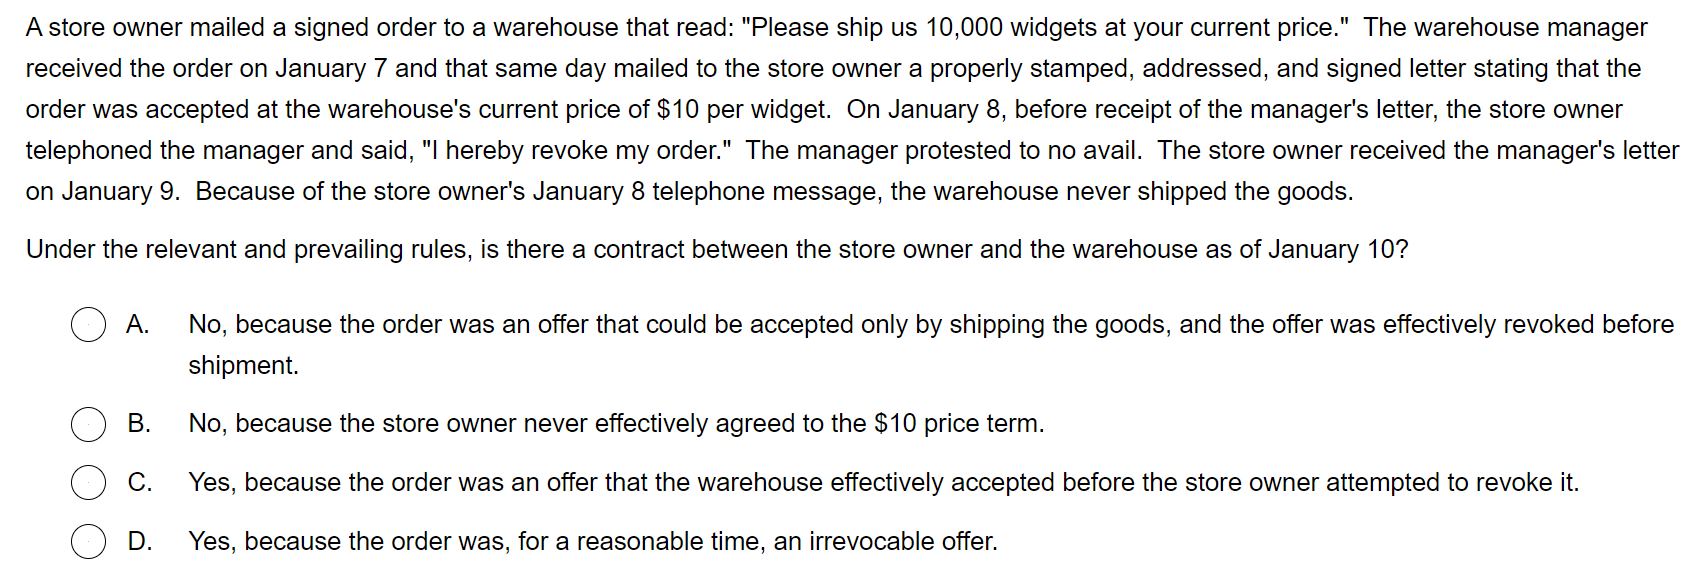 A store owner mailed a signed order to a warehouse that read: "Please ship us 10,000 widgets at your current price."  The warehouse manager
received the order on January 7 and that same day mailed to the store owner a properly stamped, addressed, and signed letter stating that the
order was accepted at the warehouse's current price of $10 per widget.  On January 8, before receipt of the manager's letter, the store owner
telephoned the manager and said, "I hereby revoke my order."  The manager protested to no avail.  The store owner received the manager's letter
on January 9.  Because of the store owner's January 8 telephone message, the warehouse never shipped the goods.
Under the relevant and prevailing rules, is there a contract between the store owner and the warehouse as of January 10?
A. No, because the order was an offer that could be accepted only by shipping the goods, and the offer was effectively revoked before
shipment.
B. No, because the store owner never effectively agreed to the $10 price term.
C. Yes, because the order was an offer that the warehouse effectively accepted before the store owner attempted to revoke it.
D. Yes, because the order was, for a reasonable time, an irrevocable offer.